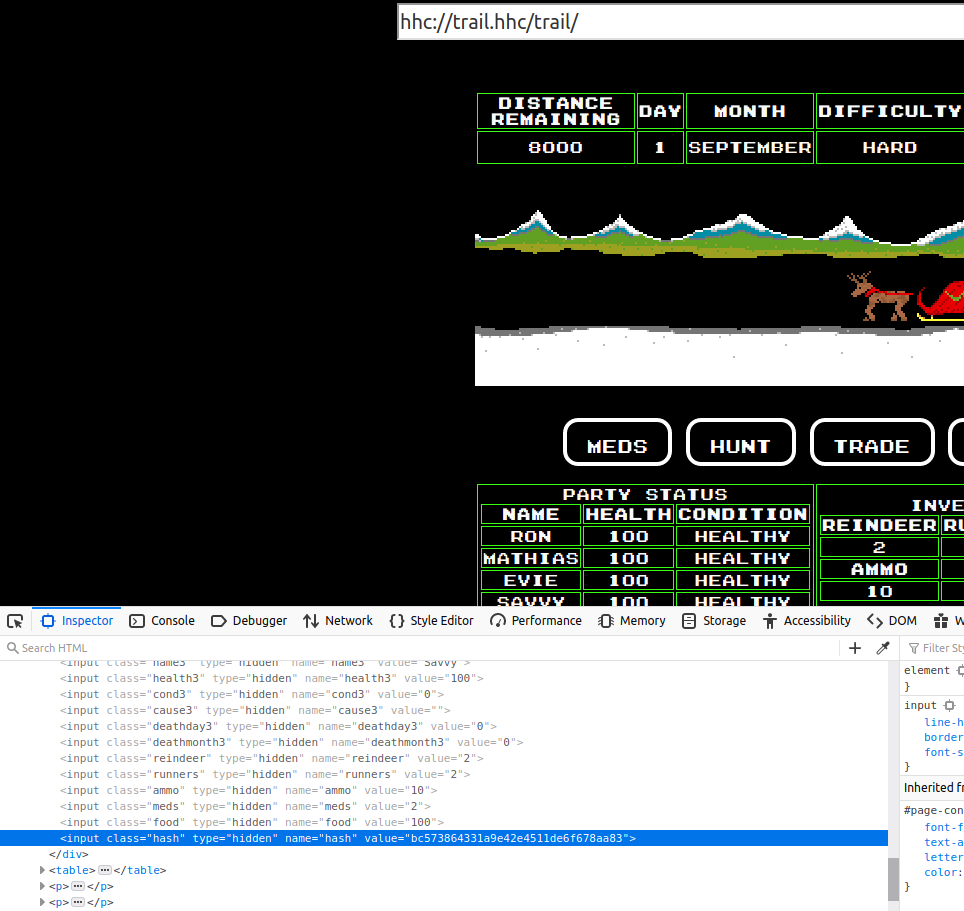 hhc://trail.hhc/trail/
DISTANCE REMAINING DAY MONTH DIFFICULTY
8000 1 SEPTEMBER HARD
MEDS HUNT TRADE
PARTY STATUS
NAME HEALTH CONDITION
RON 100 HEALTHY
MATHIAS 100 HEALTHY
EVIE 100 HEALTHY
SAVVY 100 HEALTHY
INVE
REINDEER RU
2
AMMO
10
Inspector Console Debugger Network Style Editor Performance Memory Storage Accessibility DOM W
Search HTML
Filter Sty
<input class="name3" type="hidden" name="name3" value="Savvy">
<input class="health3" type="hidden" name="health3" value="100">
<input class="cond3" type="hidden" name="cond3" value="0">
<input class="cause3" type="hidden" name="cause3" value="">
<input class="deathday3" type="hidden" name="deathday3" value="0">
<input class="deathmonth3" type="hidden" name="deathmonth3" value="0">
<input class="reindeer" type="hidden" name="reindeer" value="2">
<input class="runners" type="hidden" name="runners" value="2">
<input class="ammo" type="hidden" name="ammo" value="10">
<input class="meds" type="hidden" name="meds" value="2">
<input class="food" type="hidden" name="food" value="100">
<input class="hash" type="hidden" name="hash" value="bc573864331a9e42e4511de6f678aa83">
</div>
<table> ••• </table>
<p> ••• </p>
<p> ••• </p>
element
}
input
line-h
border
font-s
}
Inherited fr
#page-con
font-f
text-a
letter
color:
}